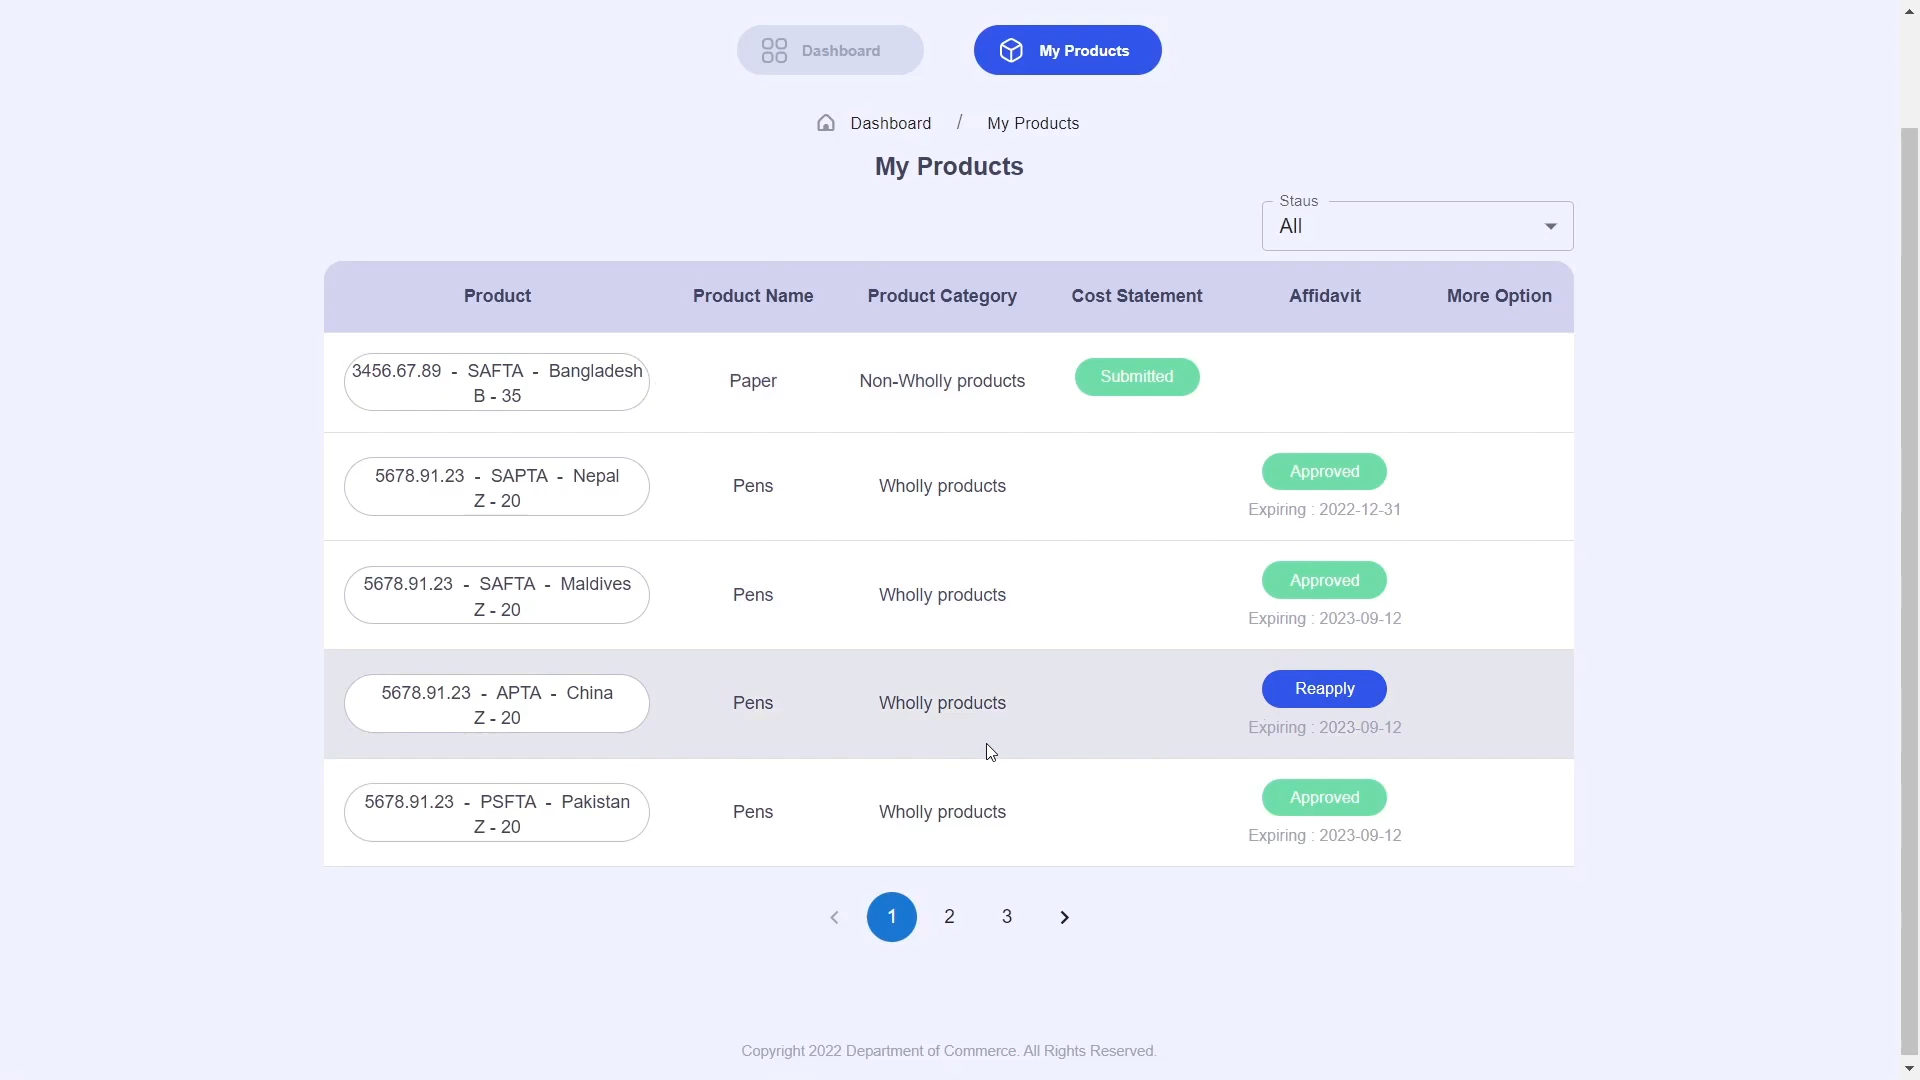 Dashboard
My Products
Dashboard / My Products
My Products
Staus
All
Product Product Name Product Category Cost Statement Affidavit More Option
3456.67.89 - SAFTA - Bangladesh
B - 35
Paper
Non-Wholly products
Submitted
5678.91.23 - SAPTA - Nepal
Z - 20
Pens
Wholly products
Approved
Expiring : 2022-12-31
5678.91.23 - SAFTA - Maldives
Z - 20
Pens
Wholly products
Approved
Expiring : 2023-09-12
5678.91.23 - APTA - China
Z - 20
Pens
Wholly products
Reapply
Expiring : 2023-09-12
5678.91.23 - PSFTA - Pakistan
Z - 20
Pens
Wholly products
Approved
Expiring : 2023-09-12
1 2 3
Copyright 2022 Department of Commerce. All Rights Reserved.